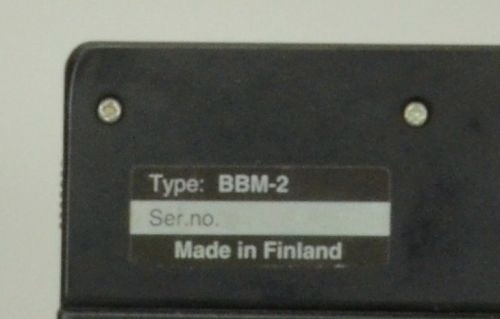 Type: BBM-2
Ser.no.
Made in Finland